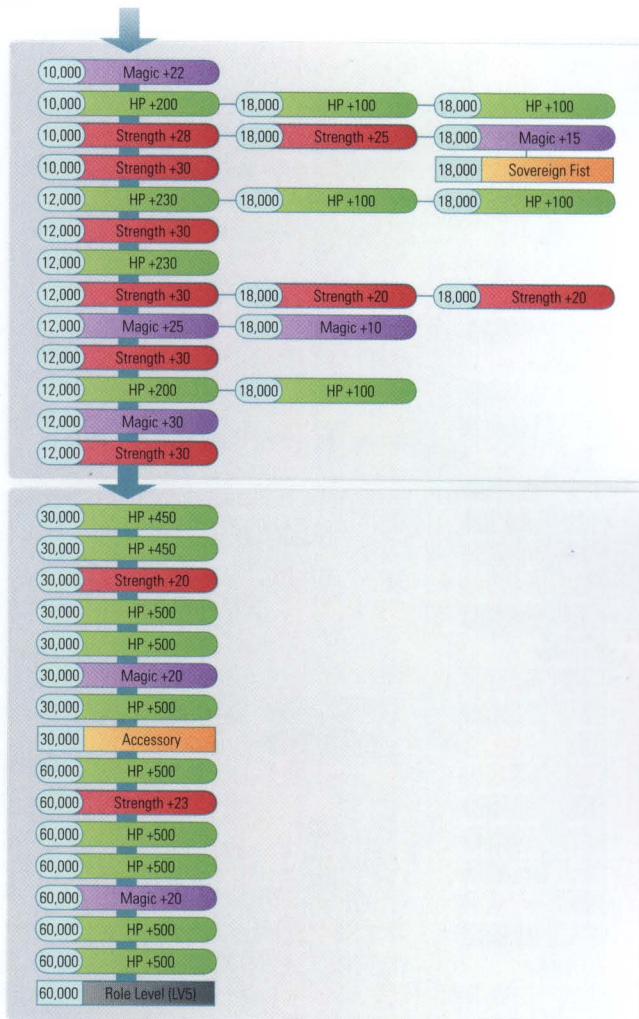 10,000 Magic +22
10,000 HP +200 18,000 HP +100 18,000 HP +100
10,000 Strength +28 18,000 Strength +25 18,000 Magic +15
10,000 Strength +30 18,000 Sovereign Fist
12,000 HP +230 18,000 HP +100 18,000 HP +100
12,000 Strength +30
12,000 HP +230
12,000 Strength +30 18,000 Strength +20 18,000 Strength +20
12,000 Magic +25 18,000 Magic +10
12,000 Strength +30
12,000 HP +200 18,000 HP +100
12,000 Magic +30
12,000 Strength +30
30,000 HP +450
30,000 HP +450
30,000 Strength +20
30,000 HP +500
30,000 HP +500
30,000 Magic +20
30,000 HP +500
30,000 Accessory
60,000 HP +500
60,000 Strength +23
60,000 HP +500
60,000 HP +500
60,000 Magic +20
60,000 HP +500
60,000 HP +500
60,000 Role Level (LV5)